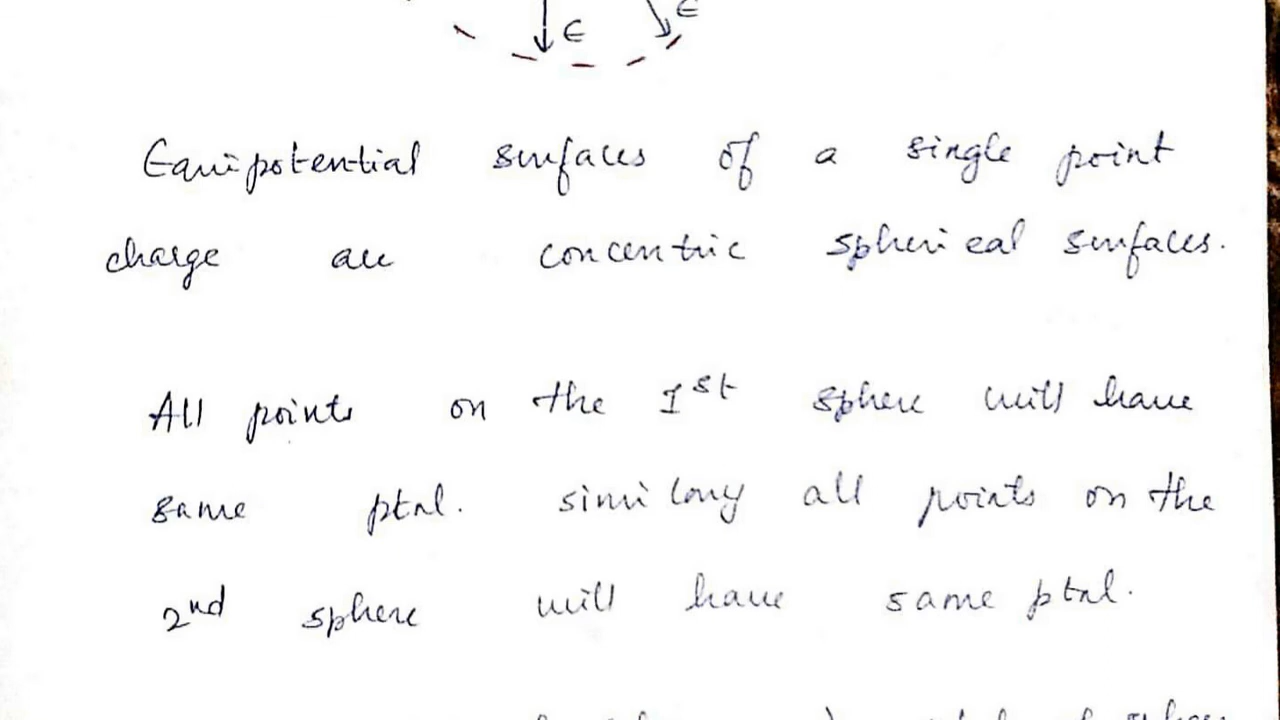 E E
Equipotential surfaces of a single point
charge are concentric spherical surfaces.
All points on the 1st sphere will have
same ptnl. similarly all points on the
2nd sphere will have same ptnl.